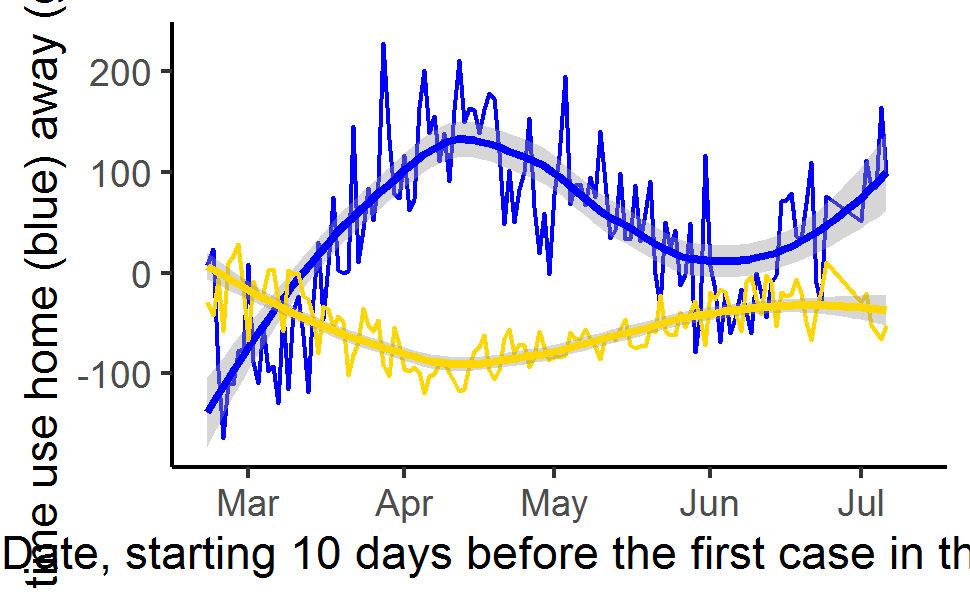 time use home (blue) away (
200
100
0
-100
Mar Apr May Jun Jul
Date, starting 10 days before the first case in th